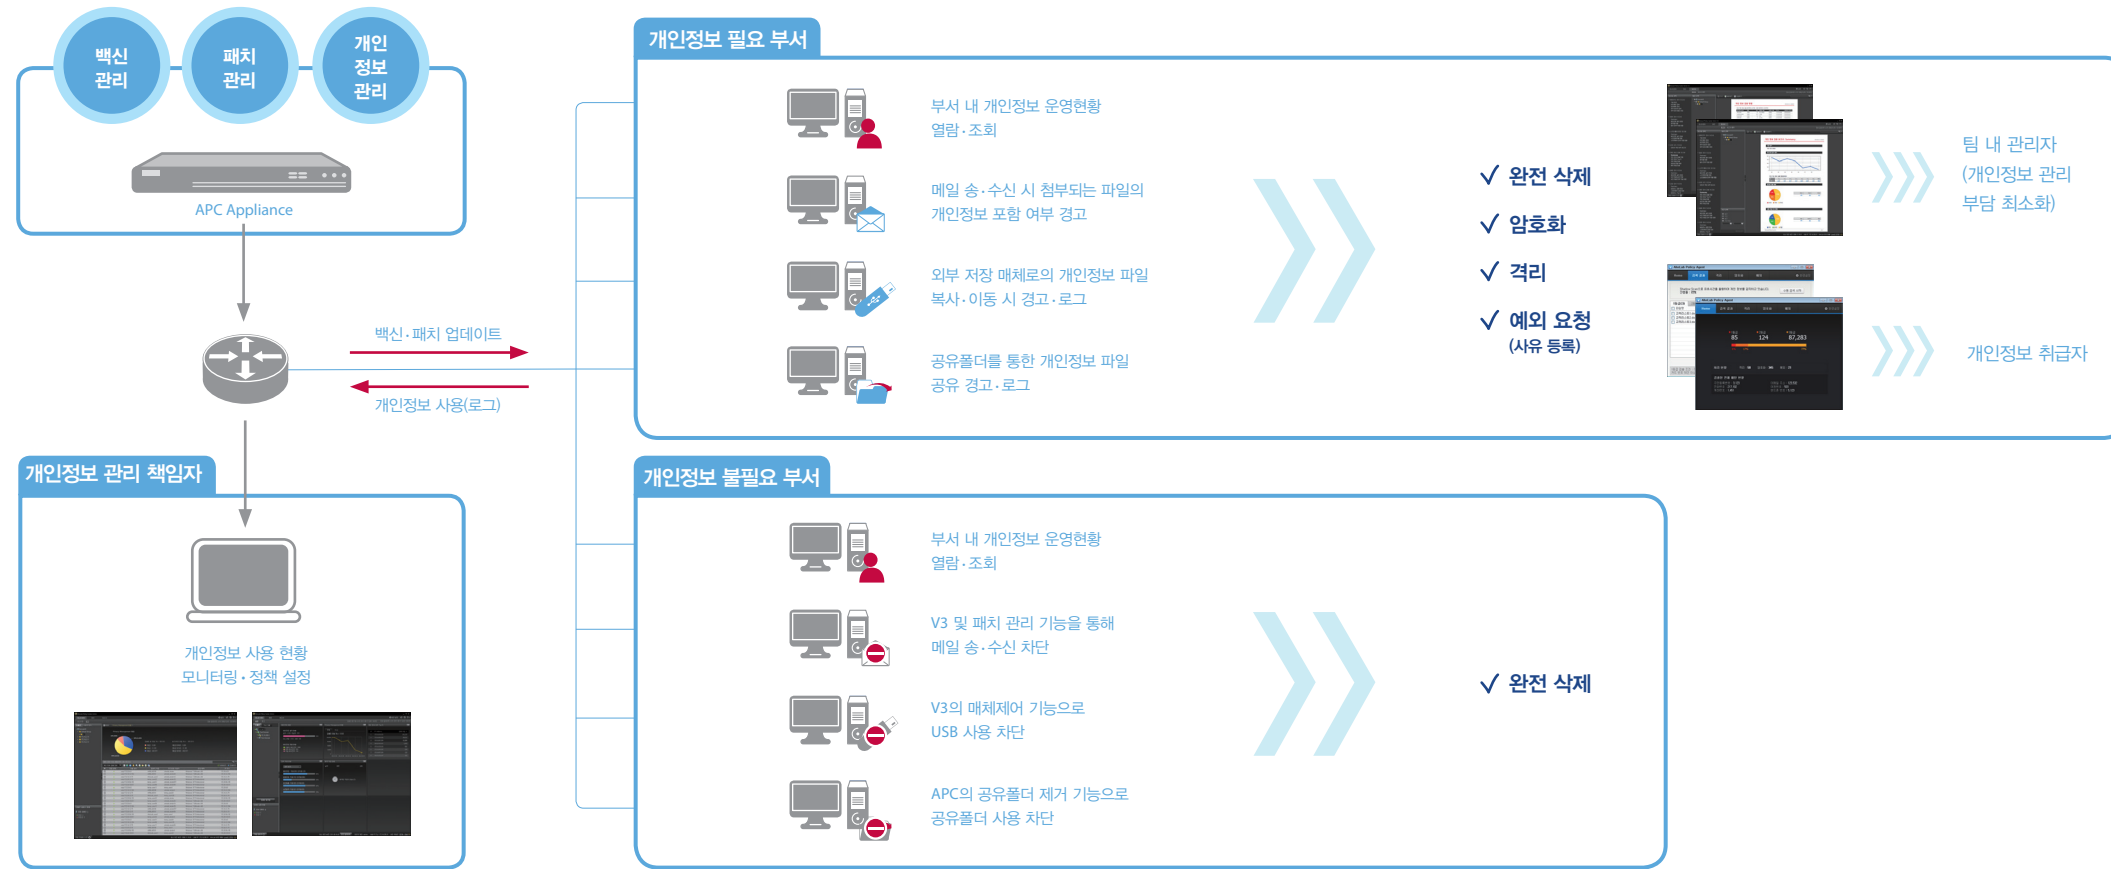 백신
관리
패치
관리
개인
정보
관리
APC Appliance
백신·패치 업데이트
개인정보 사용(로그)
개인정보 관리 책임자
개인정보 사용 현황
모니터링·정책 설정
개인정보 필요 부서
부서 내 개인정보 운영현황
열람·조회
메일 송·수신 시 첨부되는 파일의
개인정보 포함 여부 경고
외부 저장 매체로의 개인정보 파일
복사·이동 시 경고·로그
공유폴더를 통한 개인정보 파일
공유 경고·로그
✓ 완전 삭제
✓ 암호화
✓ 격리
✓ 예외 요청
(사유 등록)
85
124
87,283
팀 내 관리자
(개인정보 관리
부담 최소화)
개인정보 취급자
개인정보 불필요 부서
부서 내 개인정보 운영현황
열람·조회
V3 및 패치 관리 기능을 통해
메일 송·수신 차단
V3의 매체제어 기능으로
USB 사용 차단
APC의 공유폴더 제거 기능으로
공유폴더 사용 차단
✓ 완전 삭제